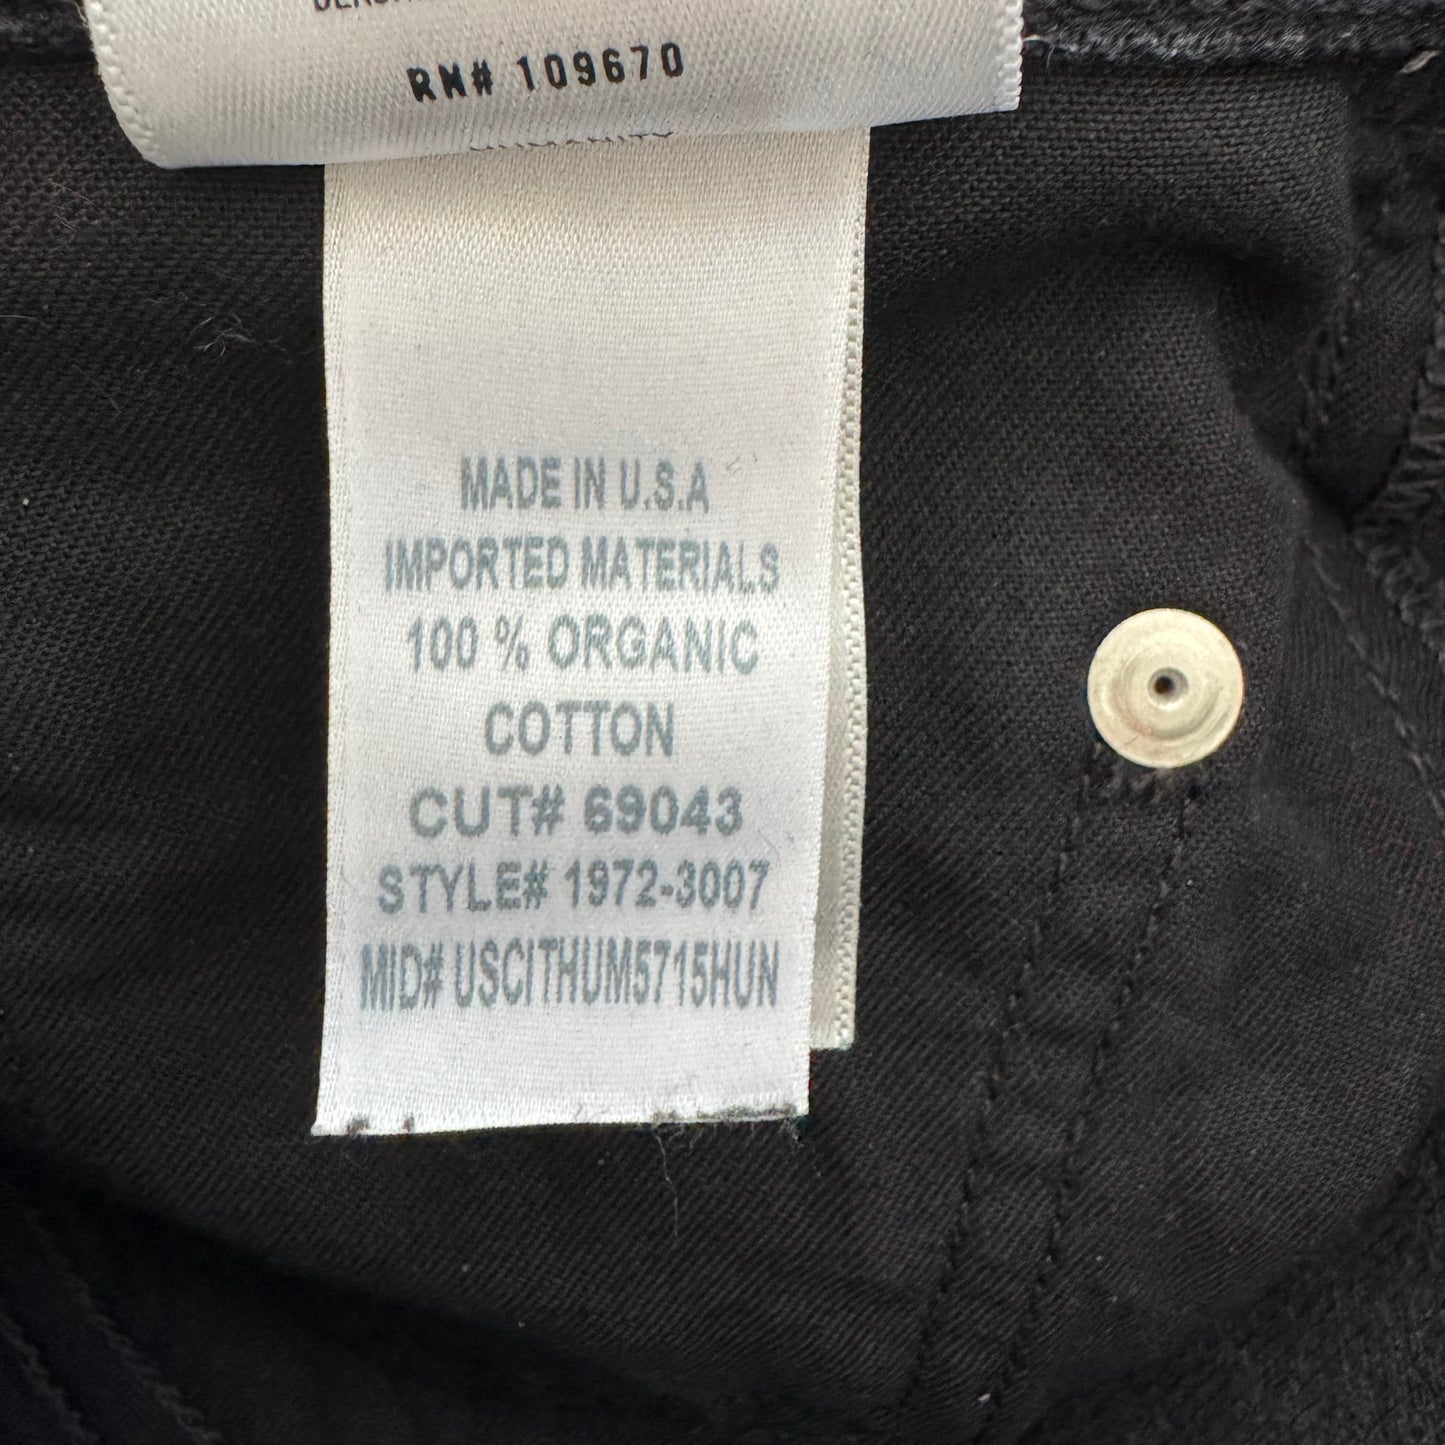 RN# 109670
MADE IN U.S.A
IMPORTED MATERIALS
100 % ORGANIC
COTTON
CUT# 69043
STYLE# 1972-3007
MID# USCITHUM5715HUN